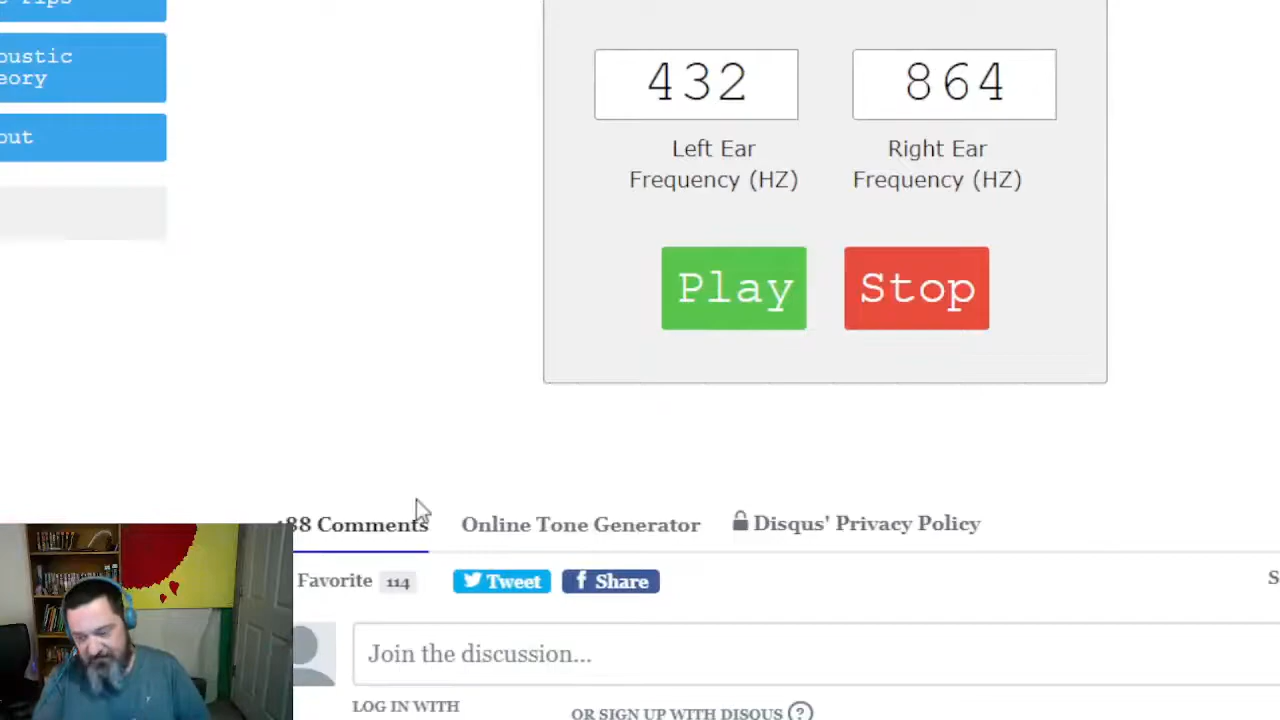 oustic
eory
out
432
864
Left Ear
Frequency (HZ)
Right Ear
Frequency (HZ)
Play
Stop
88 Comments
Online Tone Generator
Disqus' Privacy Policy
Favorite 114
Tweet
f Share
S
Join the discussion...
LOG IN WITH
OR SIGN UP WITH DISQUS ?